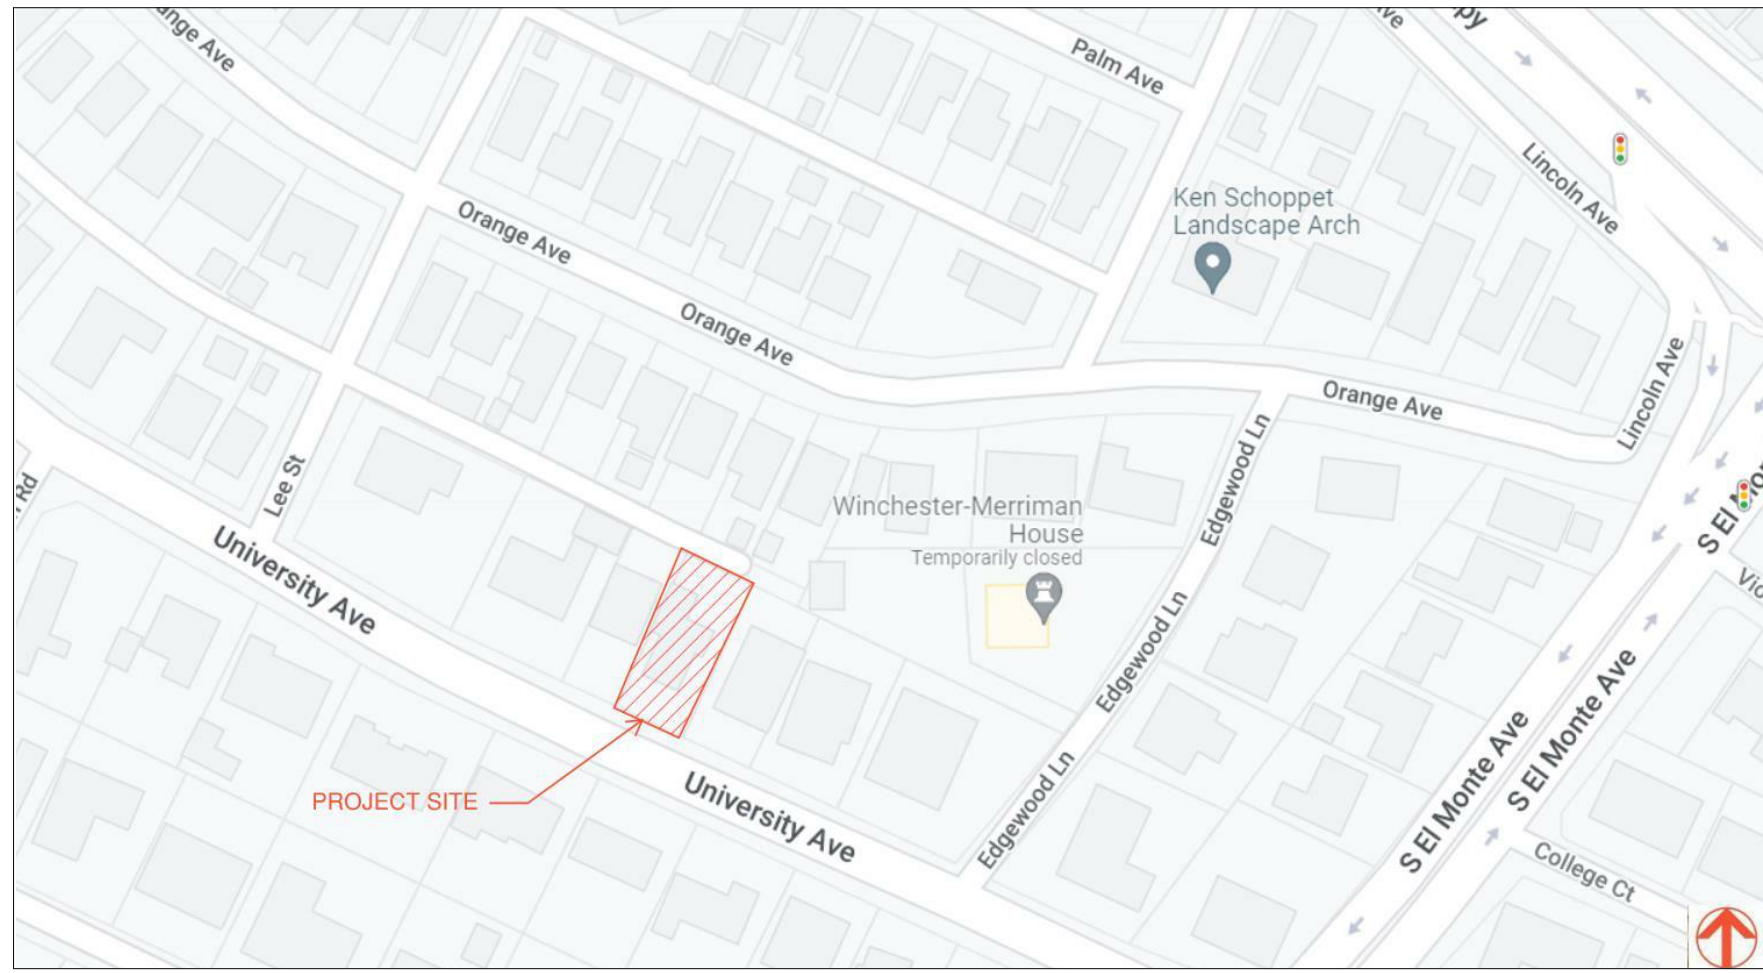 Palm Ave
Lincoln Ave
Ken Schoppet
Landscape Arch
Orange Ave
Orange Ave
Orange Ave
Lincoln Ave
Edgewood Ln
Lee St
Rd
Winchester-Merriman
House
Temporarily closed
University Ave
Edgewood Ln
PROJECT SITE
University Ave
Edgewood Ln
S El Monte Ave
S El Monte Ave
College Ct